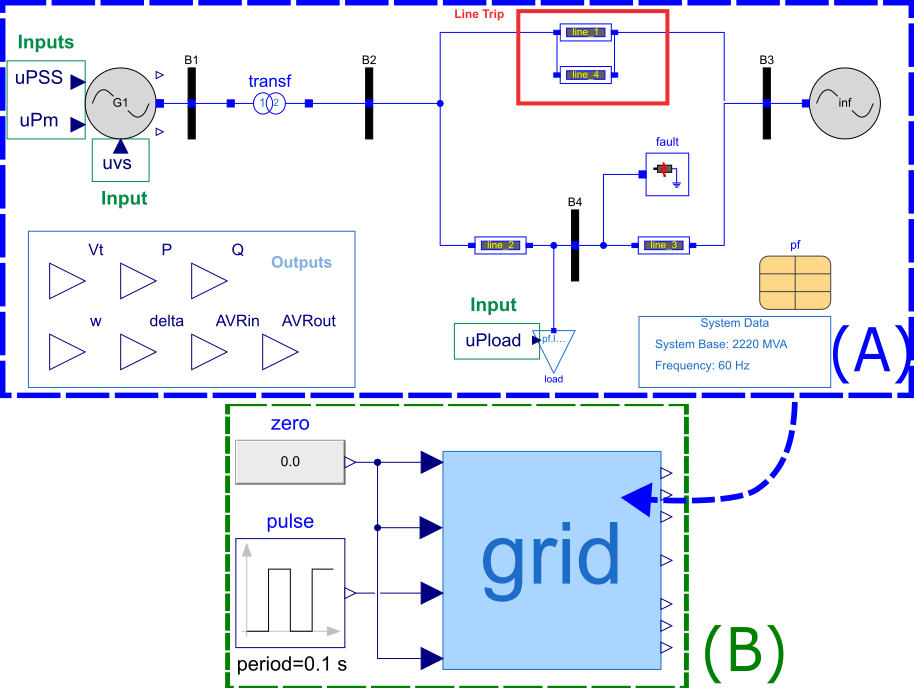 Line Trip
line_1
line_4
Inputs
uPSS
uPm
G1
B1
transf
1 2
B2
B3
inf
uvs
Input
fault
B4
line_2
line_3
Vt
P
Q
Outputs
w
delta
AVRin
AVRout
Input
uPload
pf.l...
load
pf
System Data
System Base: 2220 MVA
Frequency: 60 Hz
(A)
zero
0.0
pulse
period=0.1 s
grid
(B)